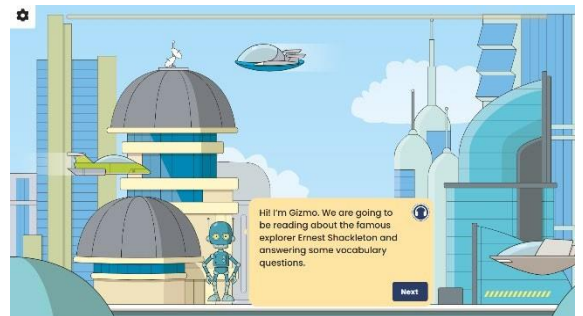 Hi! I'm Gizmo. We are going to
be reading about the famous
explorer Ernest Shackleton and
answering some vocabulary
questions.
Next